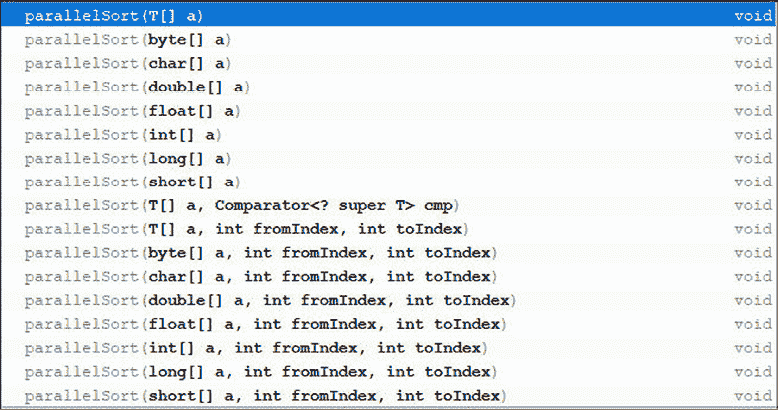 parallelSort(T[] a) void
parallelSort(byte[] a) void
parallelSort(char[] a) void
parallelSort(double[] a) void
parallelSort(float[] a) void
parallelSort(int[] a) void
parallelSort(long[] a) void
parallelSort(short[] a) void
parallelSort(T[] a, Comparator<? super T> cmp) void
parallelSort(T[] a, int fromIndex, int toIndex) void
parallelSort(byte[] a, int fromIndex, int toIndex) void
parallelSort(char[] a, int fromIndex, int toIndex) void
parallelSort(double[] a, int fromIndex, int toIndex) void
parallelSort(float[] a, int fromIndex, int toIndex) void
parallelSort(int[] a, int fromIndex, int toIndex) void
parallelSort(long[] a, int fromIndex, int toIndex) void
parallelSort(short[] a, int fromIndex, int toIndex) void